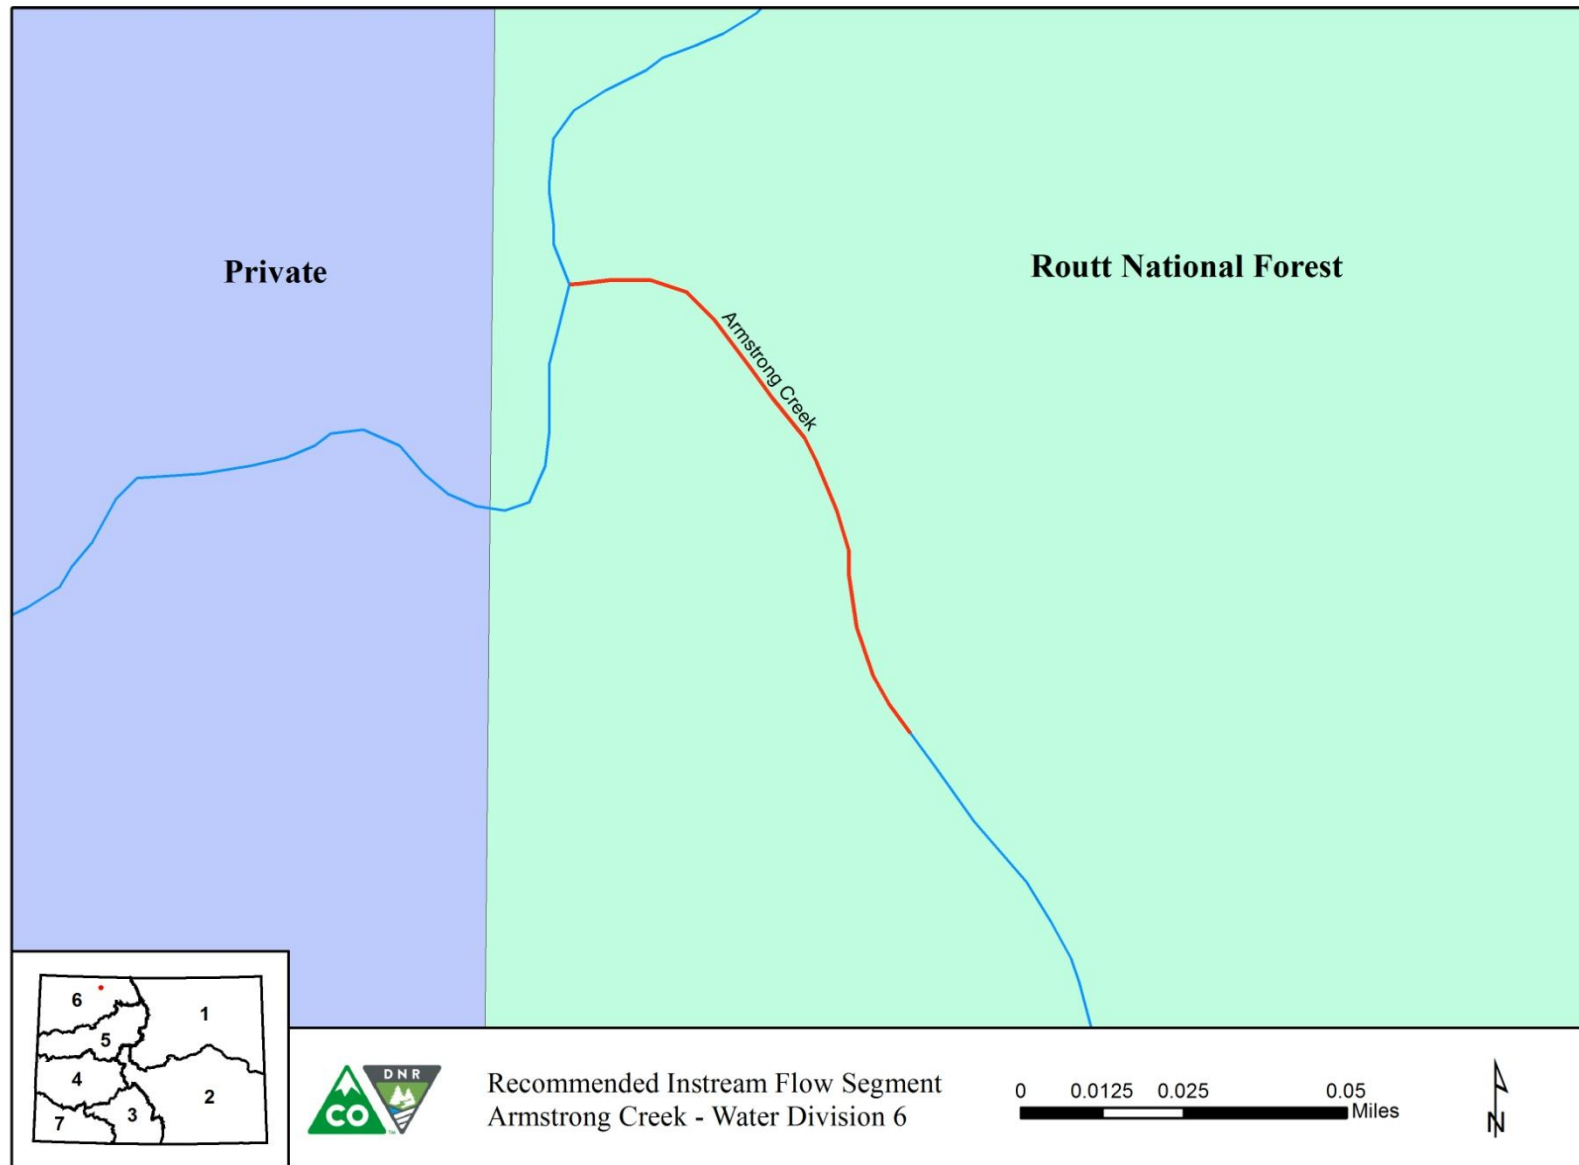 Private
Routt National Forest
Armstrong Creek
6
1
5
4
2
3
7
CO
DNR
Recommended Instream Flow Segment
Armstrong Creek - Water Division 6
0 0.0125 0.025 0.05
Miles
N